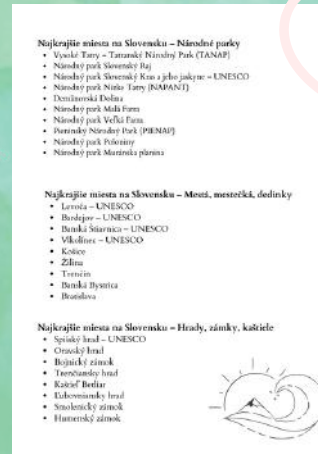 Najkrajšie miesta na Slovensku – Národné parky
Vysoké Tatry – Tatranský Národný Park (TANAP)
Národný park Slovenský Raj
Národný park Slovenský Kras a jeho jaskyne – UNESCO
Národný park Nízke Tatry (NAPANT)
Demänovská Dolina
Národný park Malá Fatra
Národný park Veľká Fatra
Pieninský Národný Park (PIENAP)
Národný park Poloniny
Národný park Muránska planina
Najkrajšie miesta na Slovensku – Mestá, mestečká, dedinky
Levoča – UNESCO
Bardejov – UNESCO
Banská Štiavnica – UNESCO
Vlkolínec – UNESCO
Košice
Žilina
Trenčín
Banská Bystrica
Bratislava
Najkrajšie miesta na Slovensku – Hrady, zámky, kaštiele
Spišský hrad – UNESCO
Oravský hrad
Bojnický zámok
Trenčiansky hrad
Kaštieľ Betliar
Ľubovniansky hrad
Smolenický zámok
Humenský zámok